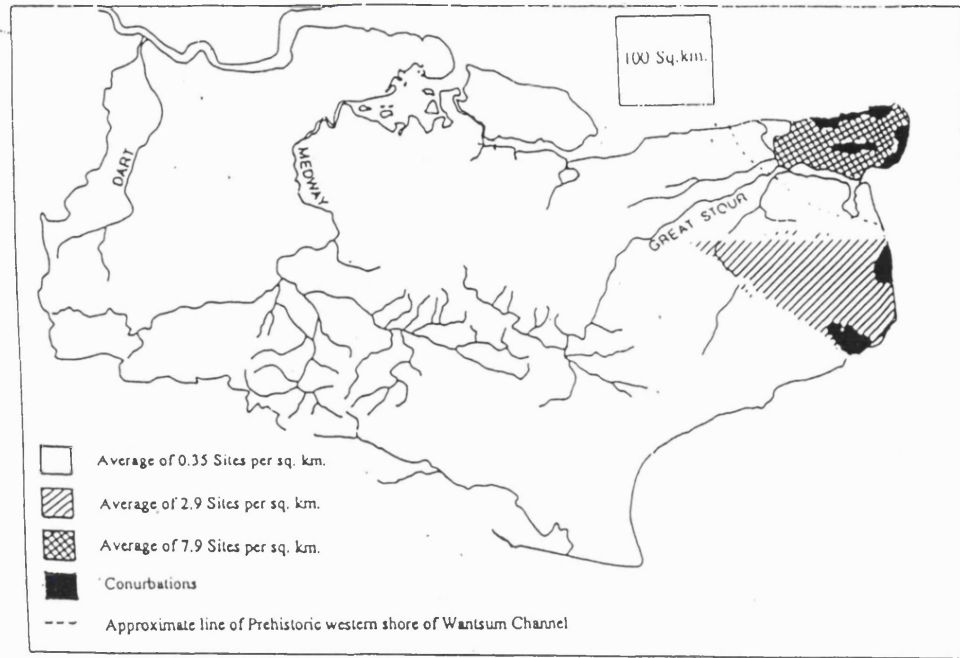 100 Sq.km.
DART
MEDWAY
GREAT STOUR
Average of 0.35 Sites per sq. km.
Average of 2.9 Sites per sq. km.
Average of 7.9 Sites per sq. km.
Conurbations
Approximate line of Prehistoric western shore of Wantsum Channel